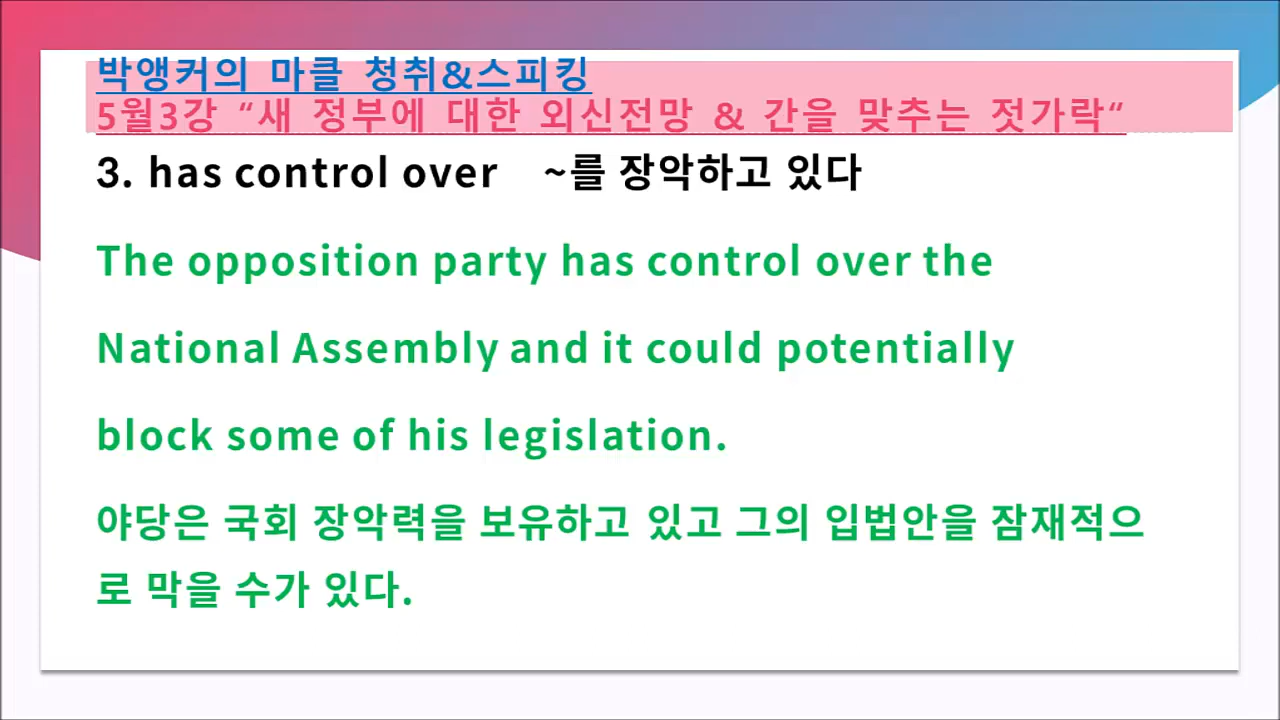 박앵커의 마클 청취&스피킹
5월3강 “새 정부에 대한 외신전망 & 간을 맞추는 젓가락“
3. has control over ~를 장악하고 있다
The opposition party has control over the
National Assembly and it could potentially
block some of his legislation.
야당은 국회 장악력을 보유하고 있고 그의 입법안을 잠재적으
로 막을 수가 있다.